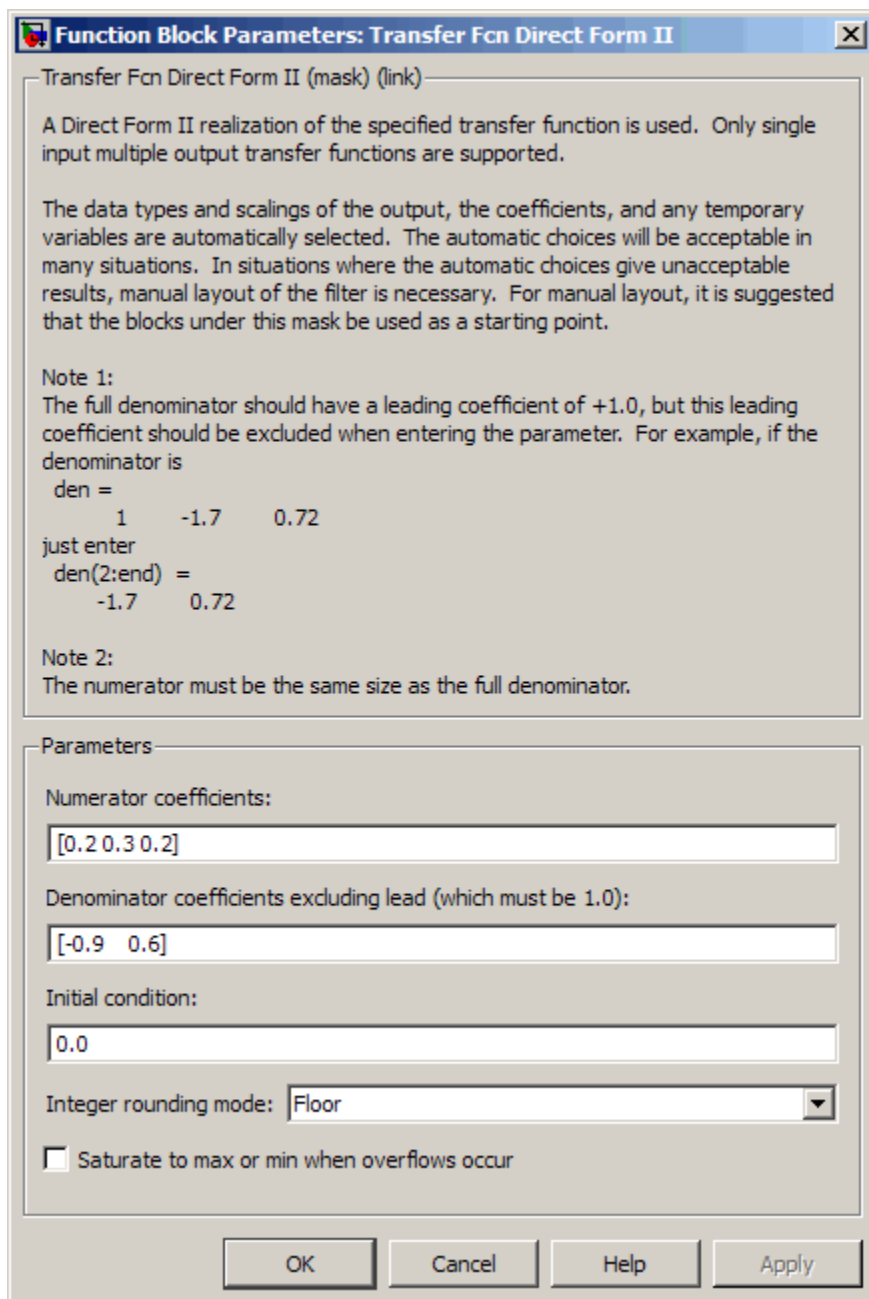 Function Block Parameters: Transfer Fcn Direct Form II
Transfer Fcn Direct Form II (mask) (link)
A Direct Form II realization of the specified transfer function is used.  Only single
input multiple output transfer functions are supported.
The data types and scalings of the output, the coefficients, and any temporary
variables are automatically selected.  The automatic choices will be acceptable in
many situations.  In situations where the automatic choices give unacceptable
results, manual layout of the filter is necessary.  For manual layout, it is suggested
that the blocks under this mask be used as a starting point.
Note 1:
The full denominator should have a leading coefficient of +1.0, but this leading
coefficient should be excluded when entering the parameter.  For example, if the
denominator is
den =
1 -1.7 0.72
just enter
den(2:end) =
-1.7 0.72
Note 2:
The numerator must be the same size as the full denominator.
Parameters
Numerator coefficients:
[0.2 0.3 0.2]
Denominator coefficients excluding lead (which must be 1.0):
[-0.9 0.6]
Initial condition:
0.0
Integer rounding mode: Floor
Saturate to max or min when overflows occur
OK Cancel Help Apply